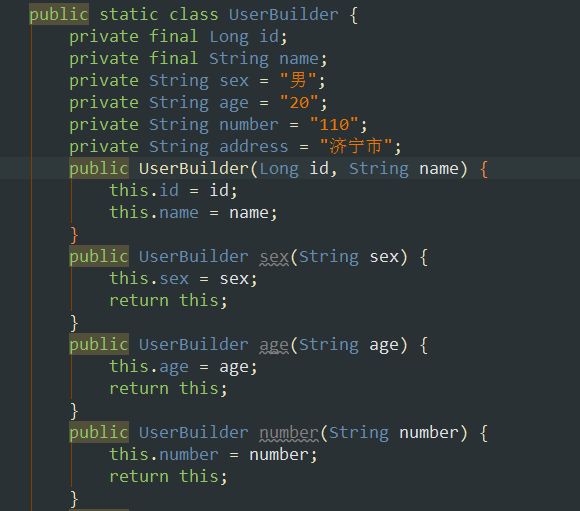 public static class UserBuilder {
    private final Long id;
    private final String name;
    private String sex = "男";
    private String age = "20";
    private String number = "110";
    private String address = "济宁市";
    public UserBuilder(Long id, String name) {
        this.id = id;
        this.name = name;
    }
    public UserBuilder sex(String sex) {
        this.sex = sex;
        return this;
    }
    public UserBuilder age(String age) {
        this.age = age;
        return this;
    }
    public UserBuilder number(String number) {
        this.number = number;
        return this;
    }